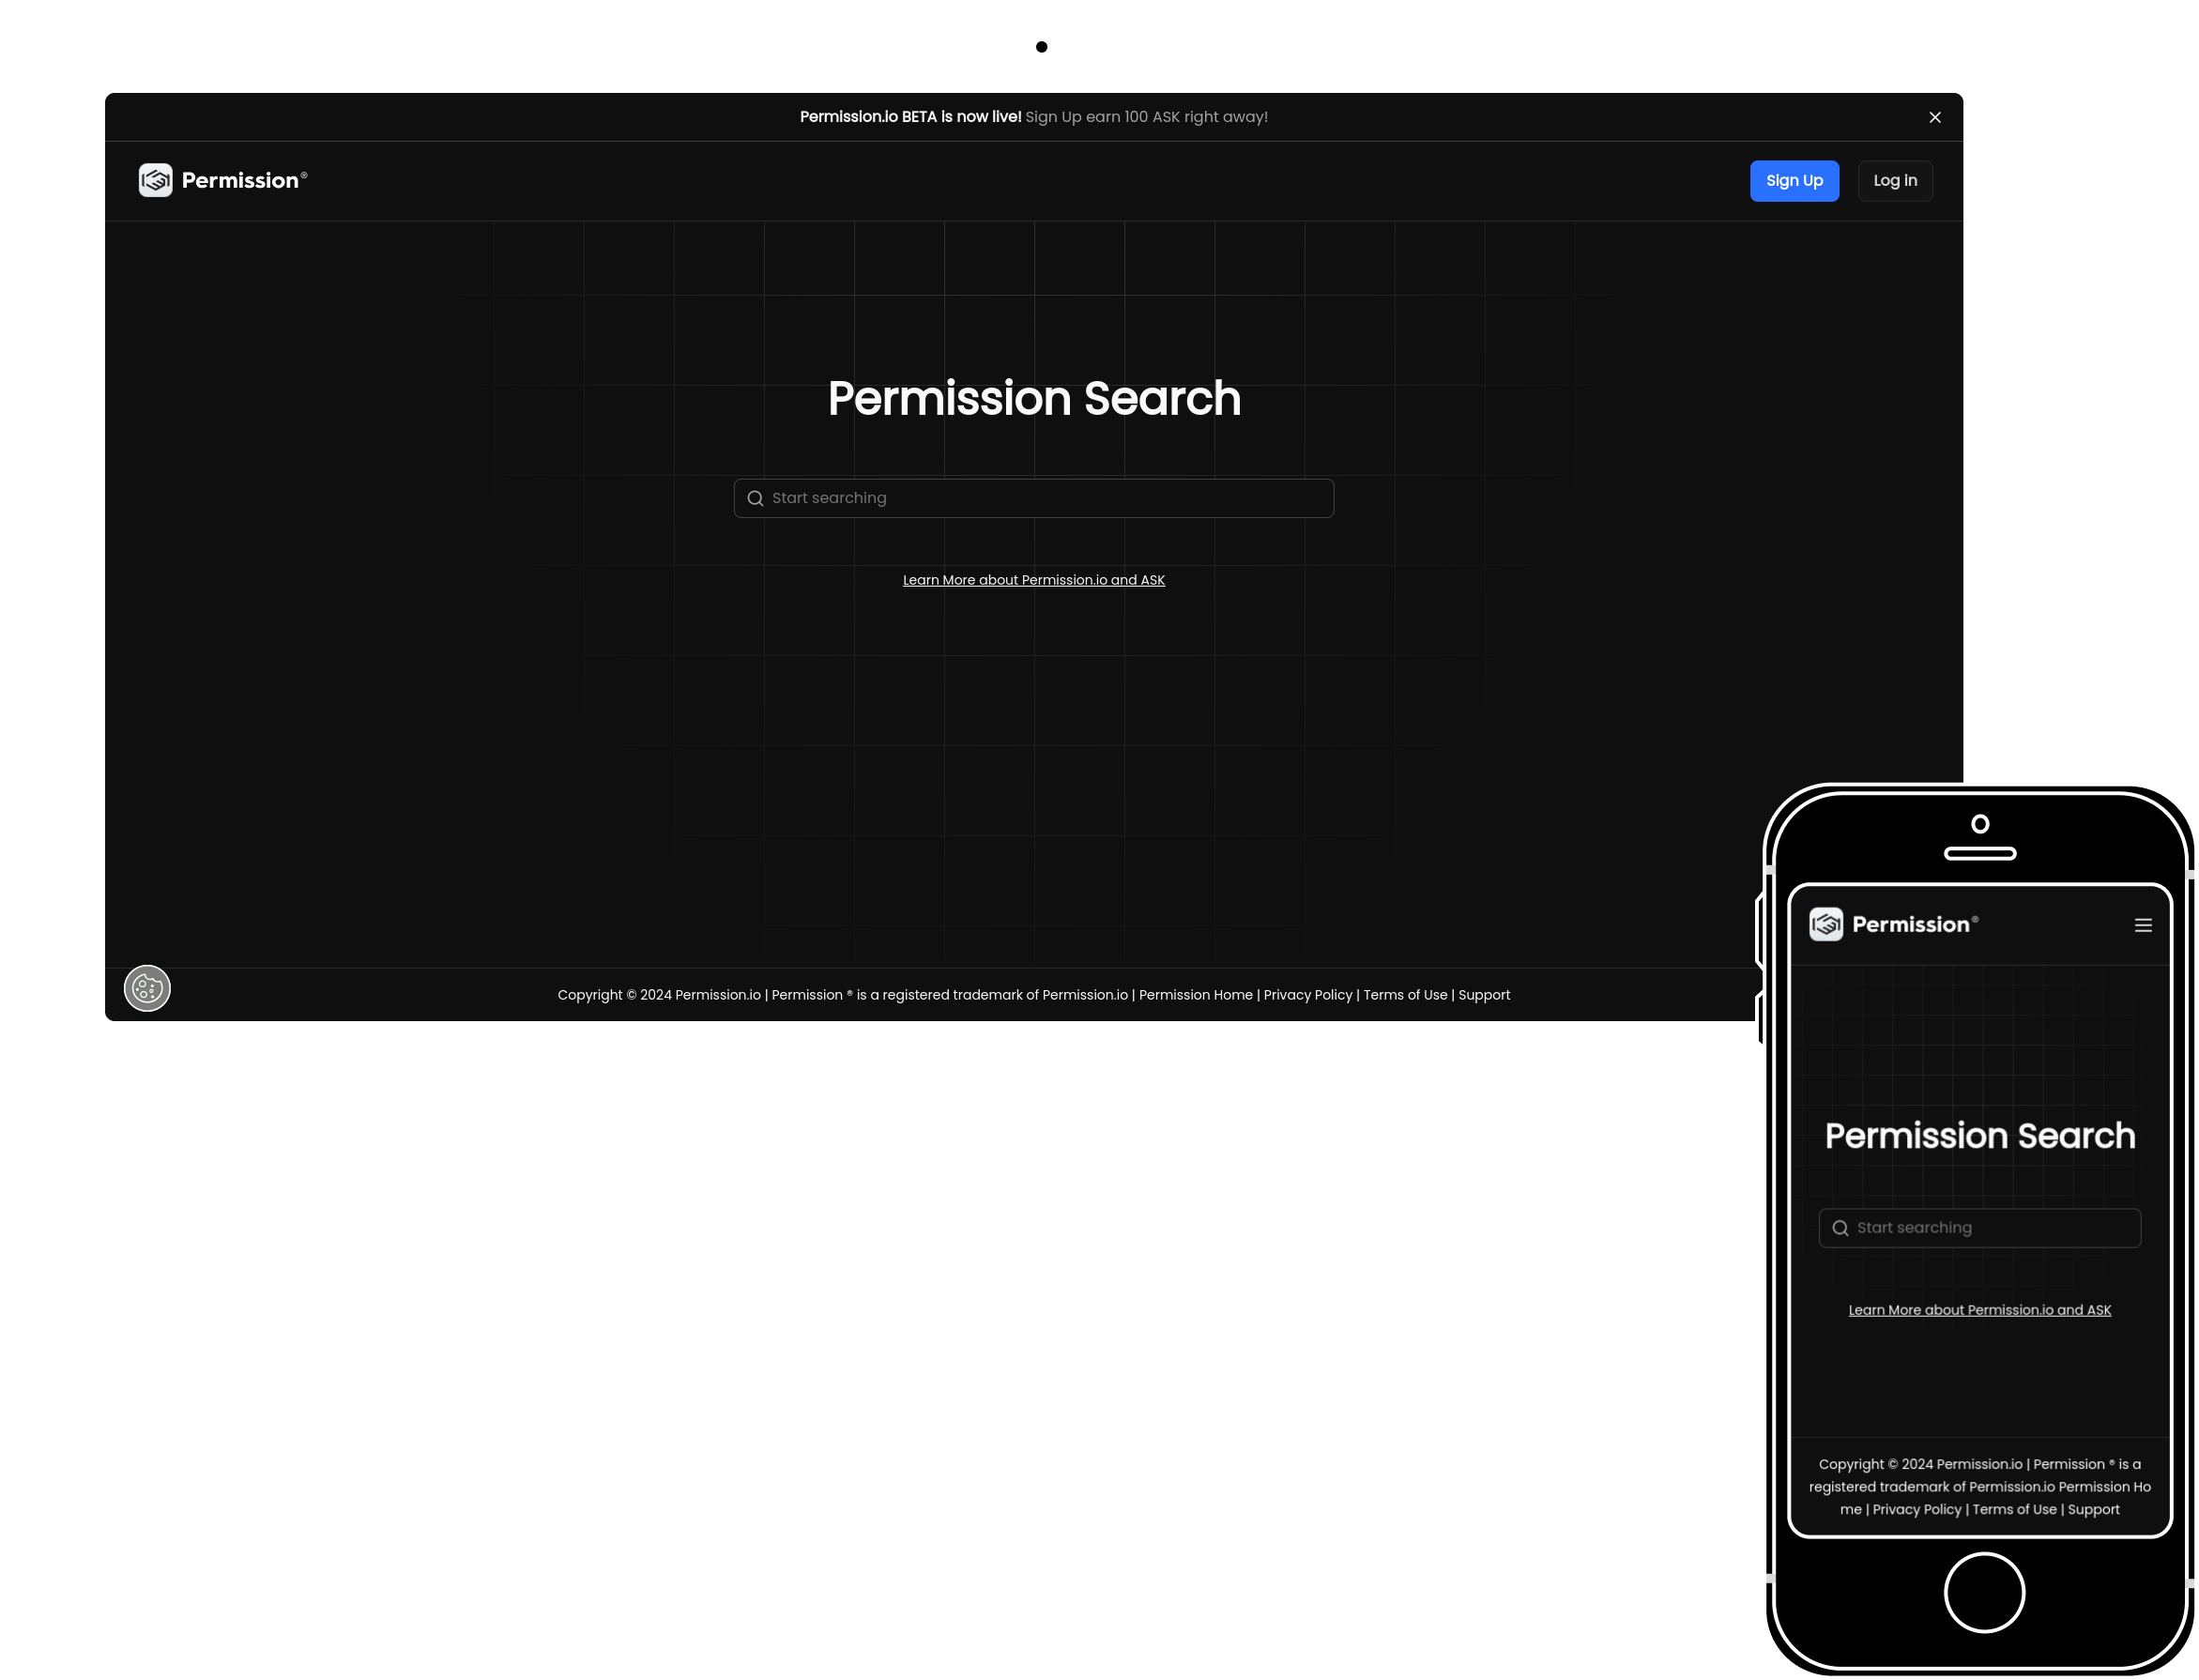 Permission.io BETA is now live! Sign Up earn 100 ASK right away!
Permission®
Sign Up
Log in
Permission Search
Start searching
Learn More about Permission.io and ASK
Copyright © 2024 Permission.io | Permission ® is a registered trademark of Permission.io | Permission Home | Privacy Policy | Terms of Use | Support
Permission®
Permission Search
Start searching
Learn More about Permission.io and ASK
Copyright © 2024 Permission.io | Permission ® is a
registered trademark of Permission.io Permission Ho
me | Privacy Policy | Terms of Use | Support